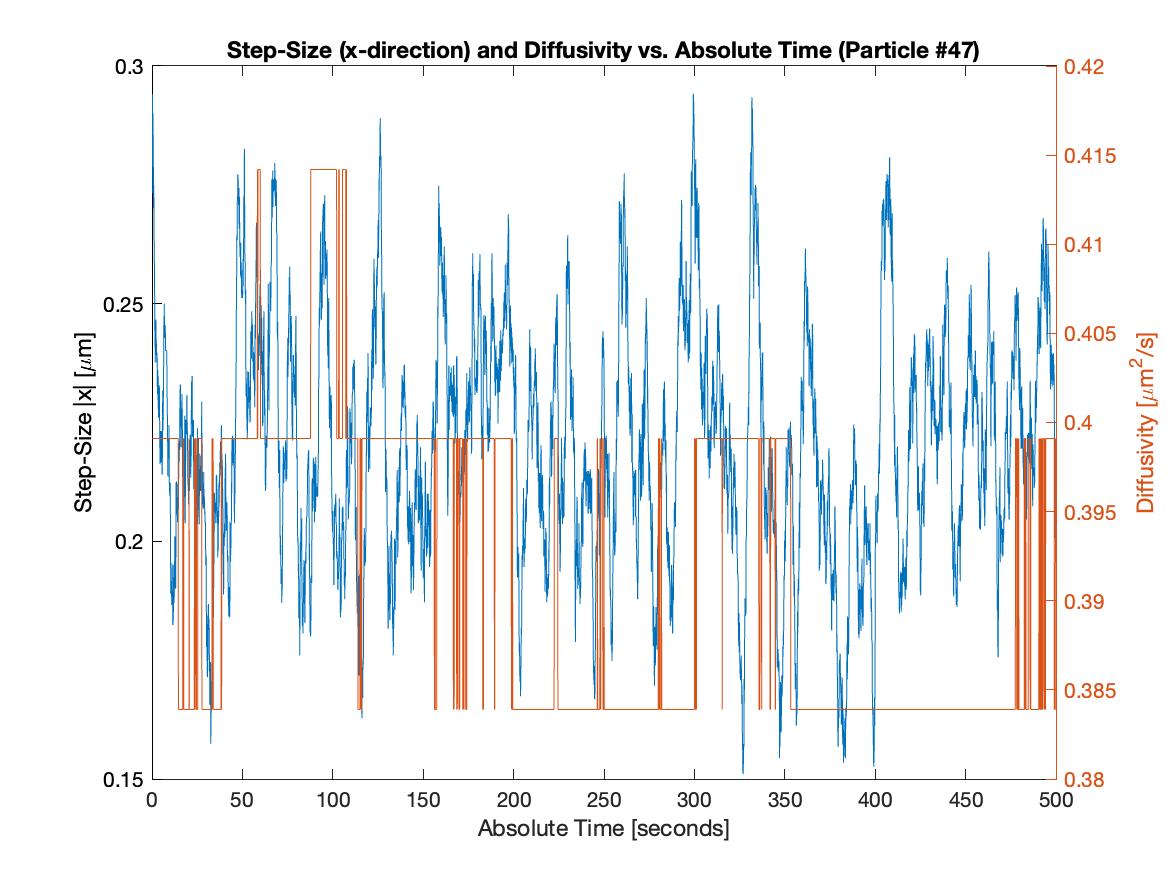 Step-Size (x-direction) and Diffusivity vs. Absolute Time (Particle #47)
0.3
0.25
0.2
0.15
Step-Size |x| [μm]
0.42
0.415
0.41
0.405
0.4
0.395
0.39
0.385
0.38
Diffusivity [μm²/s]
0 50 100 150 200 250 300 350 400 450 500
Absolute Time [seconds]